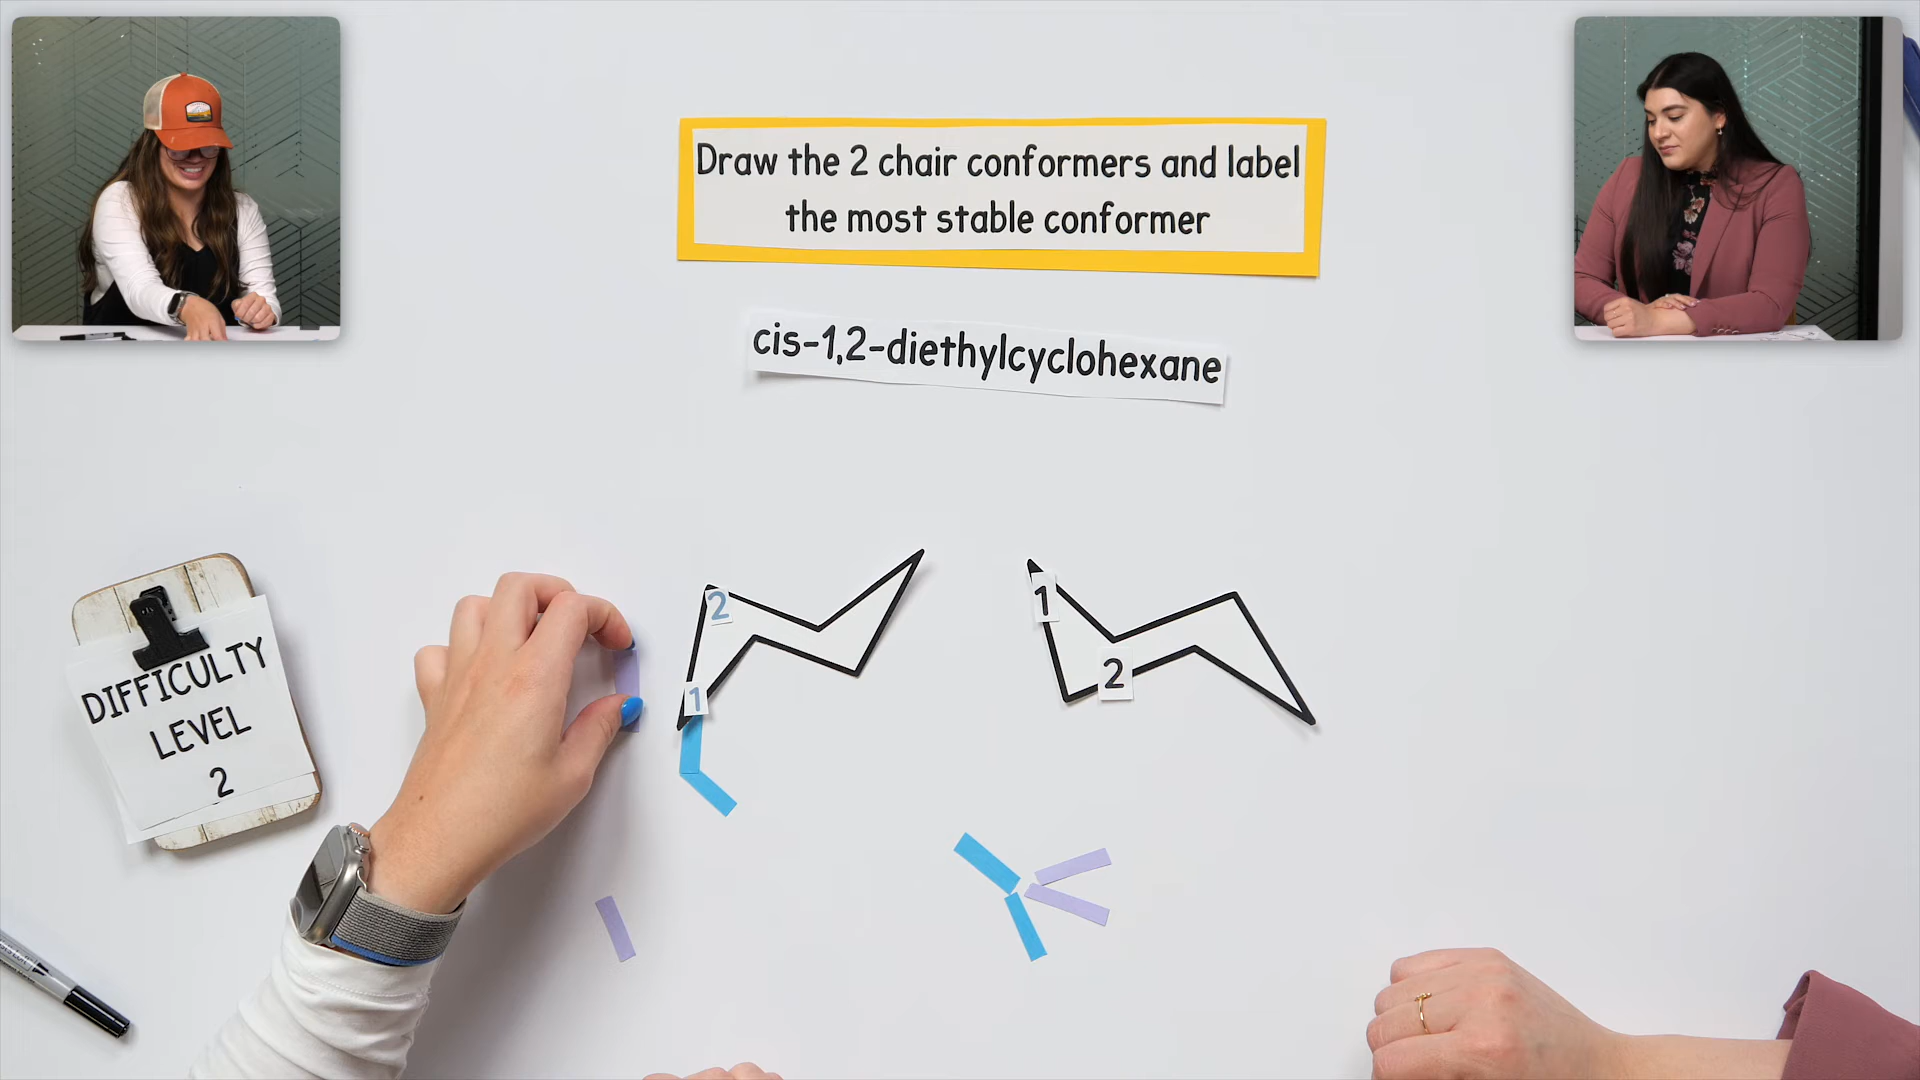 Draw the 2 chair conformers and label
the most stable conformer
cis-1,2-diethylcyclohexane
2
1
1
2
DIFFICULTY
LEVEL
2